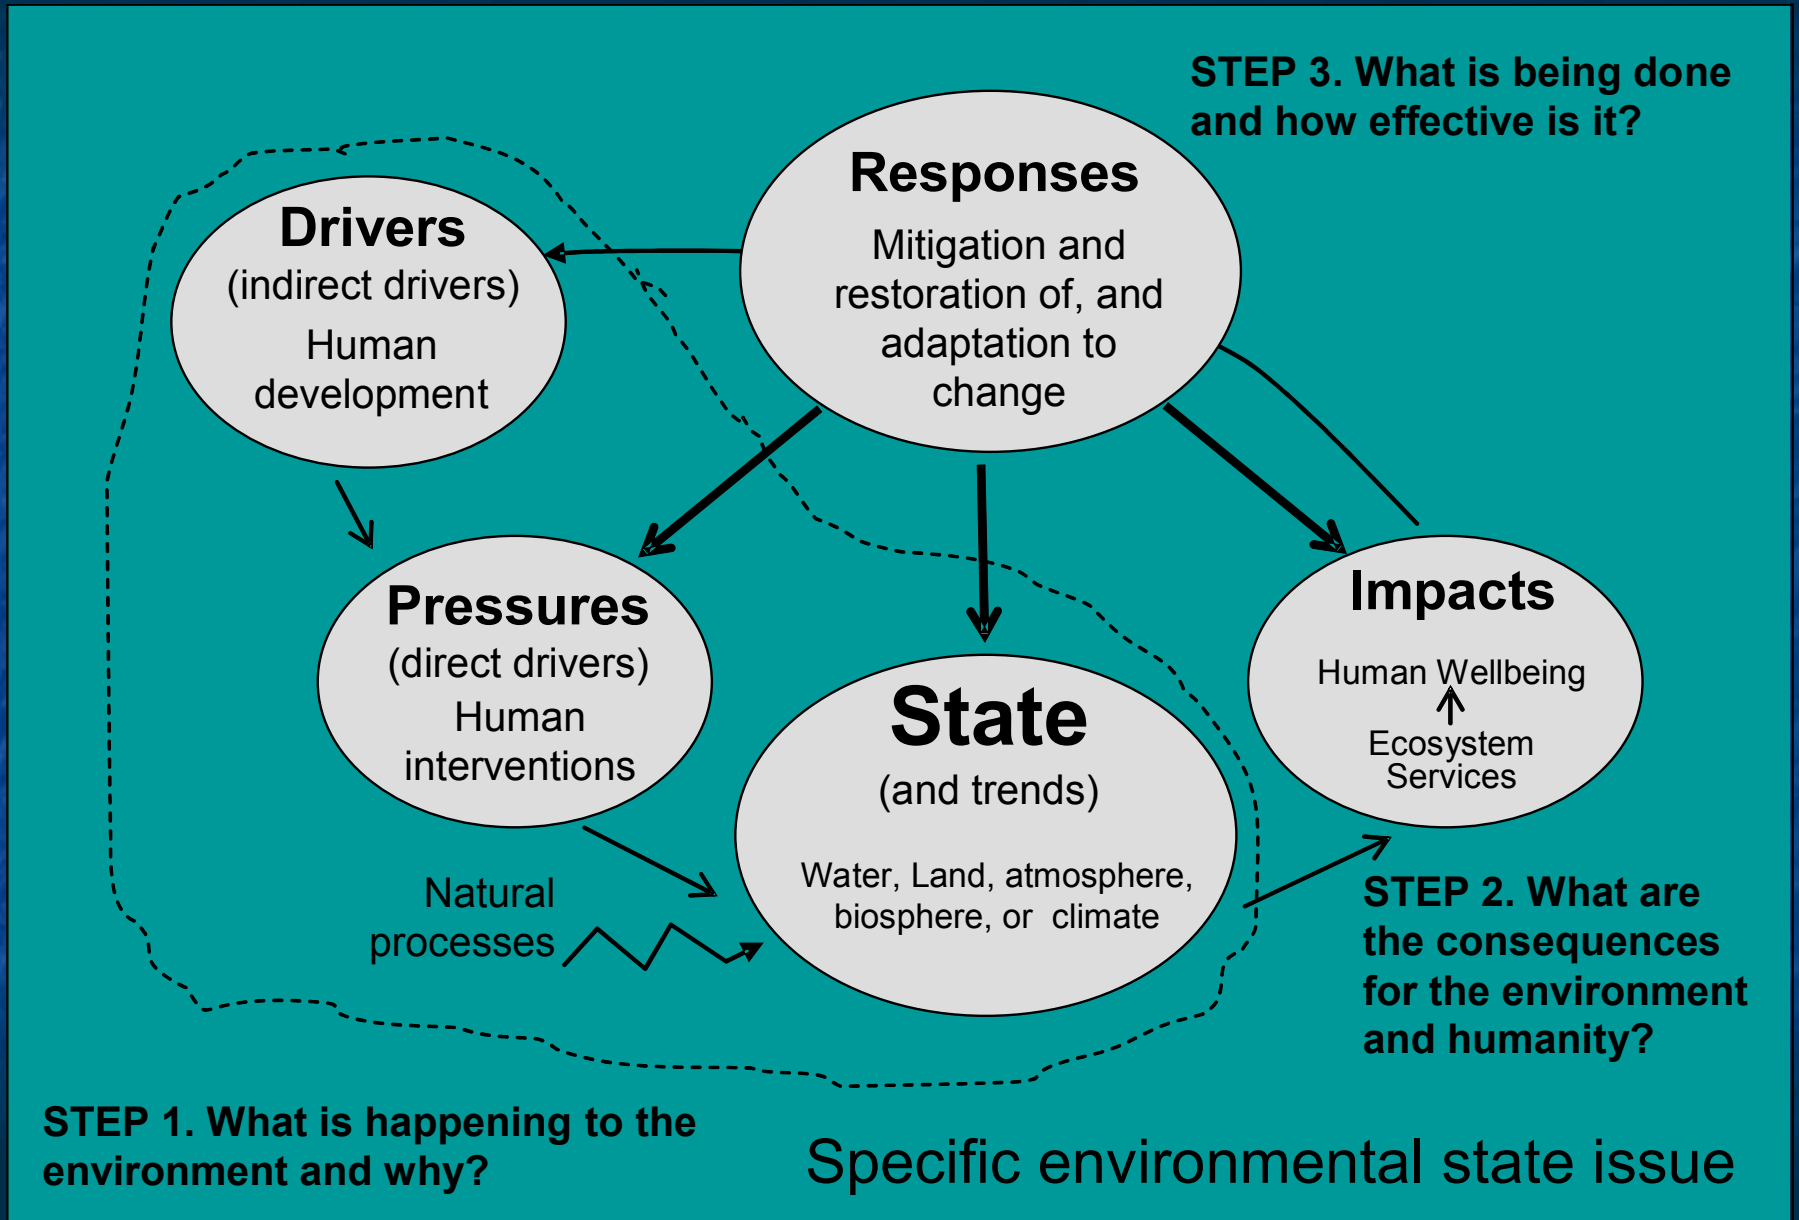 STEP 3. What is being done
and how effective is it?
Responses
Mitigation and
restoration of, and
adaptation to
change
Drivers
(indirect drivers)
Human
development
Pressures
(direct drivers)
Human
interventions
Impacts
Human Wellbeing
Ecosystem
Services
State
(and trends)
Water, Land, atmosphere,
biosphere, or climate
Natural
processes
STEP 2. What are
the consequences
for the environment
and humanity?
STEP 1. What is happening to the
environment and why?
Specific environmental state issue